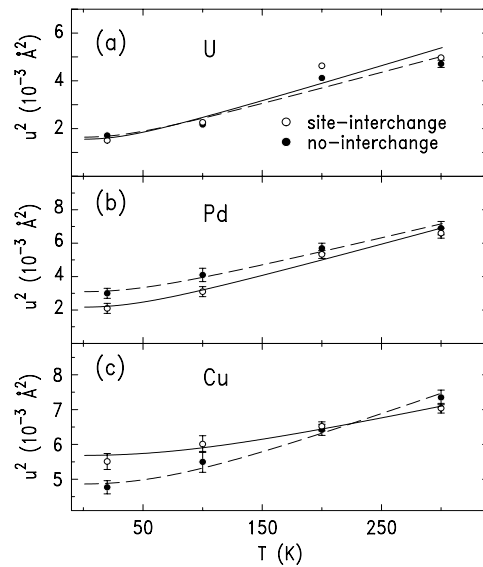 (a) U
6
4
2
u² (10⁻³ Å²)
site-interchange
no-interchange
(b) Pd
8
6
4
2
u² (10⁻³ Å²)
(c) Cu
8
7
6
5
u² (10⁻³ Å²)
50 150 250
T (K)